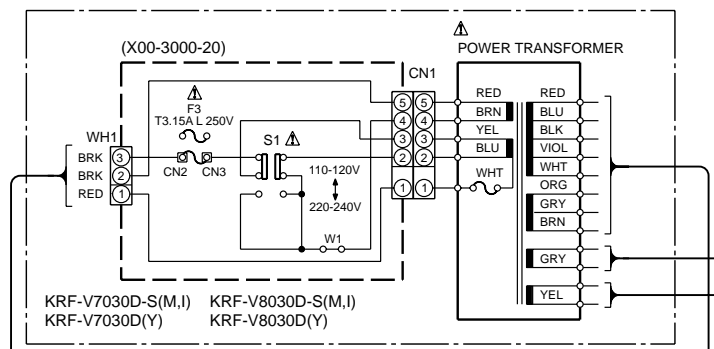 (X00-3000-20)
POWER TRANSFORMER
CN1
F3
T3.15A L 250V
S1
WH1
BRK 3
BRK 2
RED 1
CN2 CN3
110-120V
220-240V
W1
5 5
4 4
3 3
2 2
1 1
RED
BRN
YEL
BLU
WHT
RED
BLU
BLK
VIOL
WHT
ORG
GRY
BRN
GRY
YEL
KRF-V7030D-S(M,I) KRF-V8030D-S(M,I)
KRF-V7030D(Y) KRF-V8030D(Y)